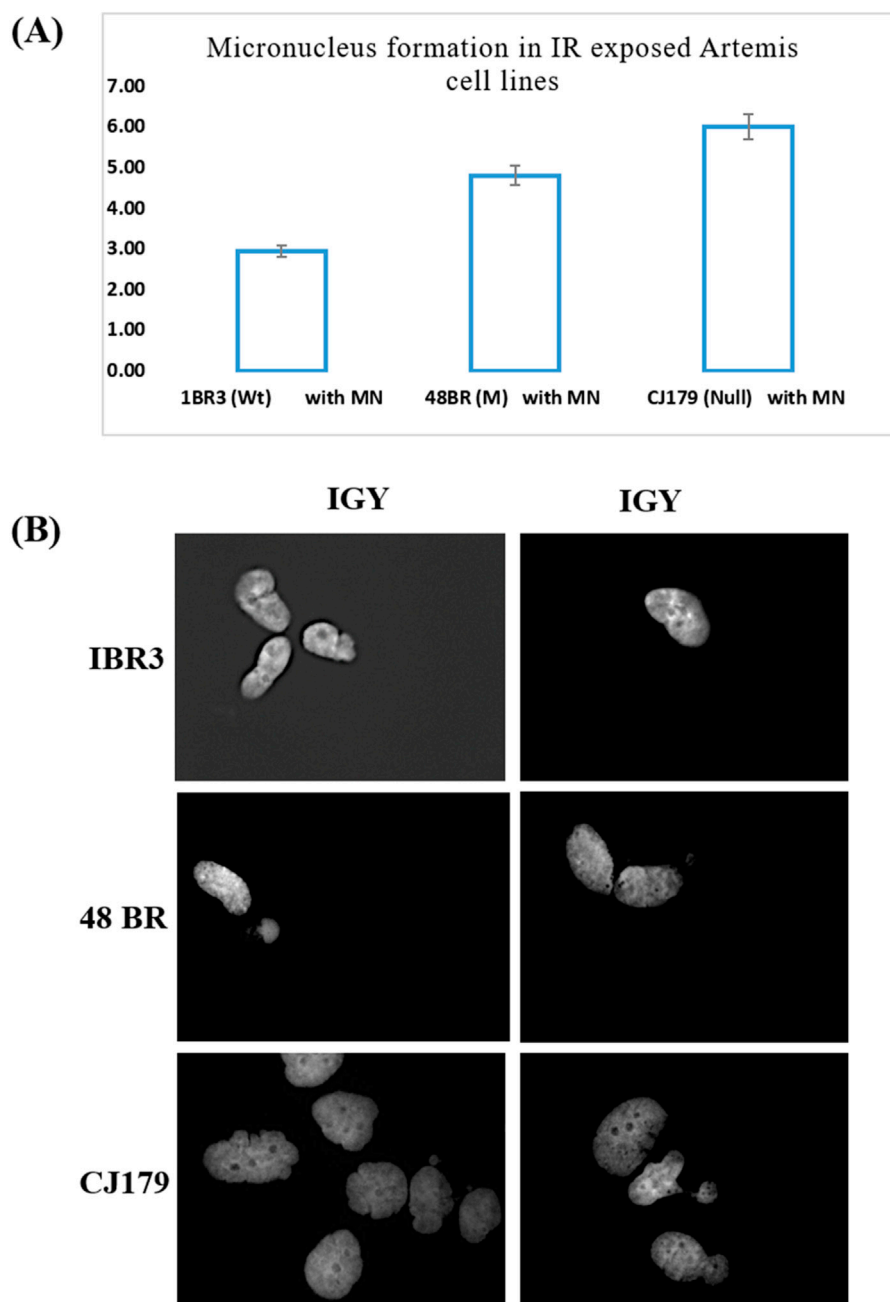 (A)
Micronucleus formation in IR exposed Artemis
cell lines
7.00
6.00
5.00
4.00
3.00
2.00
1.00
0.00
1BR3 (Wt) with MN 48BR (M) with MN CJ179 (Null) with MN
(B)
IGY IGY
IBR3
48 BR
CJ179